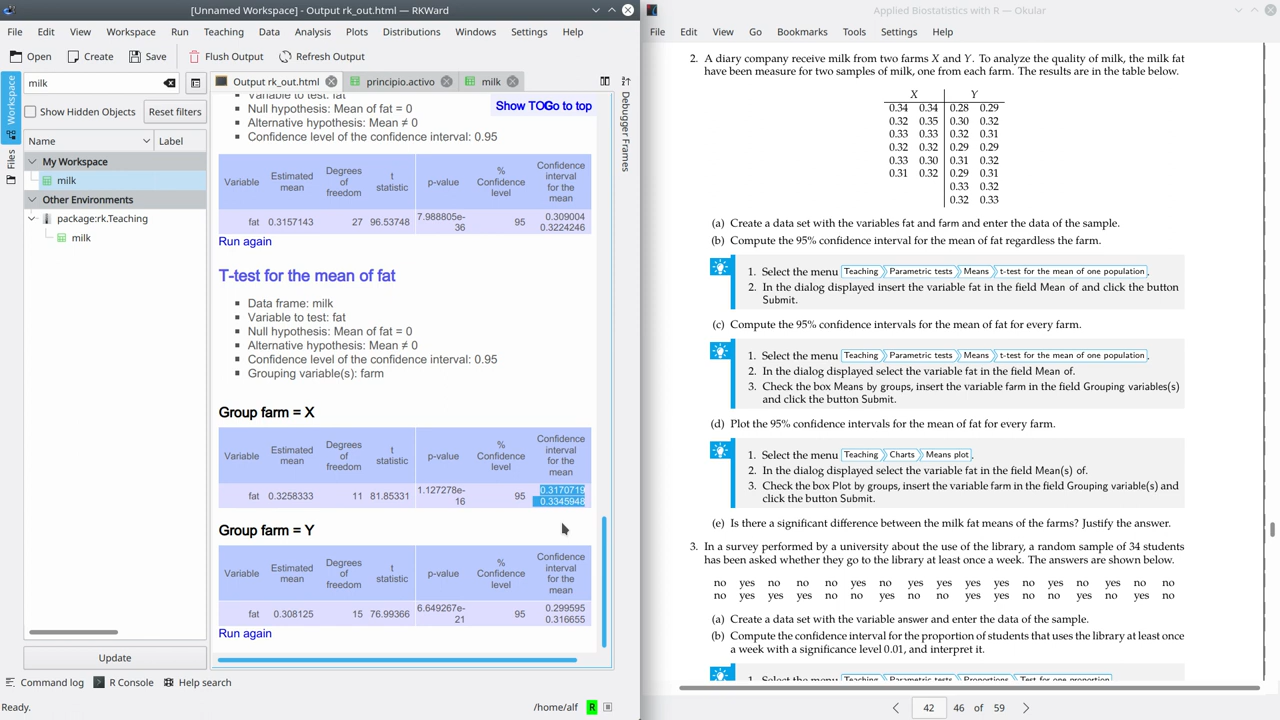 [Unnamed Workspace] - Output rk_out.html — RKWard
File Edit View Workspace Run Teaching Data Analysis Plots Distributions Windows Settings Help
Open Create Save Flush Output Refresh Output
Workspace
Files
milk
Show Hidden Objects Reset filters
Name Label
My Workspace
milk
Other Environments
package:rk.Teaching
milk
Update
Output rk_out.html principio.activo milk
Debugger Frames
Variable to test: fat
Show TOGo to top
Null hypothesis: Mean of fat = 0
Alternative hypothesis: Mean ≠ 0
Confidence level of the confidence interval: 0.95
Variable Estimated mean Degrees of freedom t statistic p-value % Confidence level Confidence interval for the mean
fat 0.3157143 27 96.53748 7.988805e-36 95 0.309004 0.3224246
Run again
T-test for the mean of fat
Data frame: milk
Variable to test: fat
Null hypothesis: Mean of fat = 0
Alternative hypothesis: Mean ≠ 0
Confidence level of the confidence interval: 0.95
Grouping variable(s): farm
Group farm = X
Variable Estimated mean Degrees of freedom t statistic p-value % Confidence level Confidence interval for the mean
fat 0.3258333 11 81.85331 1.127278e-16 95 0.3170719 0.3345948
Group farm = Y
Variable Estimated mean Degrees of freedom t statistic p-value % Confidence level Confidence interval for the mean
fat 0.308125 15 76.99366 6.649267e-21 95 0.299595 0.316655
Run again
Command log R Console Help search
Ready. /home/alf R
Applied Biostatistics with R — Okular
File Edit View Go Bookmarks Tools Settings Help
2. A diary company receive milk from two farms X and Y. To analyze the quality of milk, the milk fat
have been measure for two samples of milk, one from each farm. The results are in the table below.
X Y
0.34 0.34 0.28 0.29
0.32 0.35 0.30 0.32
0.33 0.33 0.32 0.31
0.32 0.32 0.29 0.29
0.33 0.30 0.31 0.32
0.31 0.32 0.29 0.31
0.33 0.32
0.32 0.33
(a) Create a data set with the variables fat and farm and enter the data of the sample.
(b) Compute the 95% confidence interval for the mean of fat regardless the farm.
1. Select the menu Teaching Parametric tests Means t-test for the mean of one population.
2. In the dialog displayed insert the variable fat in the field Mean of and click the button
Submit.
(c) Compute the 95% confidence intervals for the mean of fat for every farm.
1. Select the menu Teaching Parametric tests Means t-test for the mean of one population.
2. In the dialog displayed select the variable fat in the field Mean of.
3. Check the box Means by groups, insert the variable farm in the field Grouping variables(s)
and click the button Submit.
(d) Plot the 95% confidence intervals for the mean of fat for every farm.
1. Select the menu Teaching Charts Means plot.
2. In the dialog displayed select the variable fat in the field Mean(s) of.
3. Check the box Plot by groups, insert the variable farm in the field Grouping variable(s) and
click the button Submit.
(e) Is there a significant difference between the milk fat means of the farms? Justify the answer.
3. In a survey performed by a university about the use of the library, a random sample of 34 students
has been asked whether they go to the library at least once a week. The answers are shown below.
no yes no no no yes no yes no yes yes yes yes no yes no no
no yes no no no yes yes no no yes yes no yes no yes yes no
(a) Create a data set with the variable answer and enter the data of the sample.
(b) Compute the confidence interval for the proportion of students that uses the library at least once
a week with a significance level 0.01, and interpret it.
1. Select the menu Teaching Parametric tests Proportions Test for one proportion
42 46 of 59